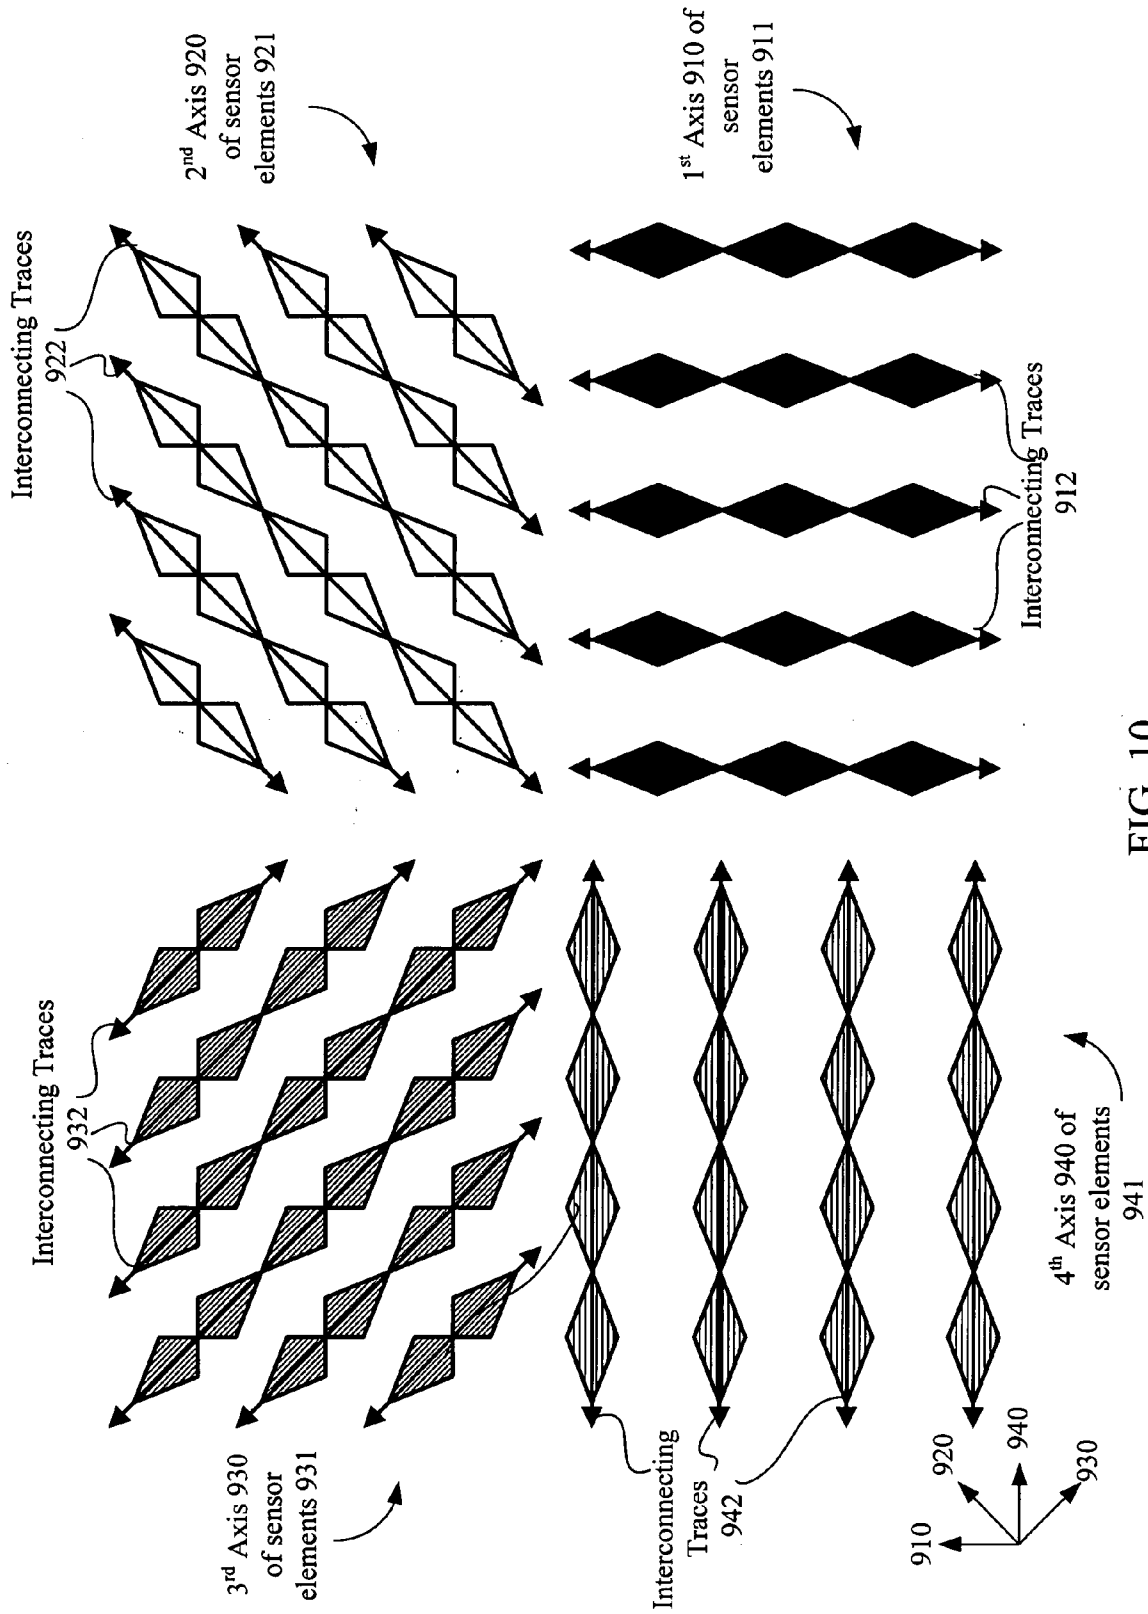 Interconnecting Traces
932
Interconnecting Traces
922
3rd Axis 930
of sensor
elements 931
2nd Axis 920
of sensor
elements 921
Interconnecting
Traces
942
1st Axis 910 of
sensor
elements 911
910
920
940
930
4th Axis 940 of
sensor elements
941
Interconnecting Traces
912
FIG. 10